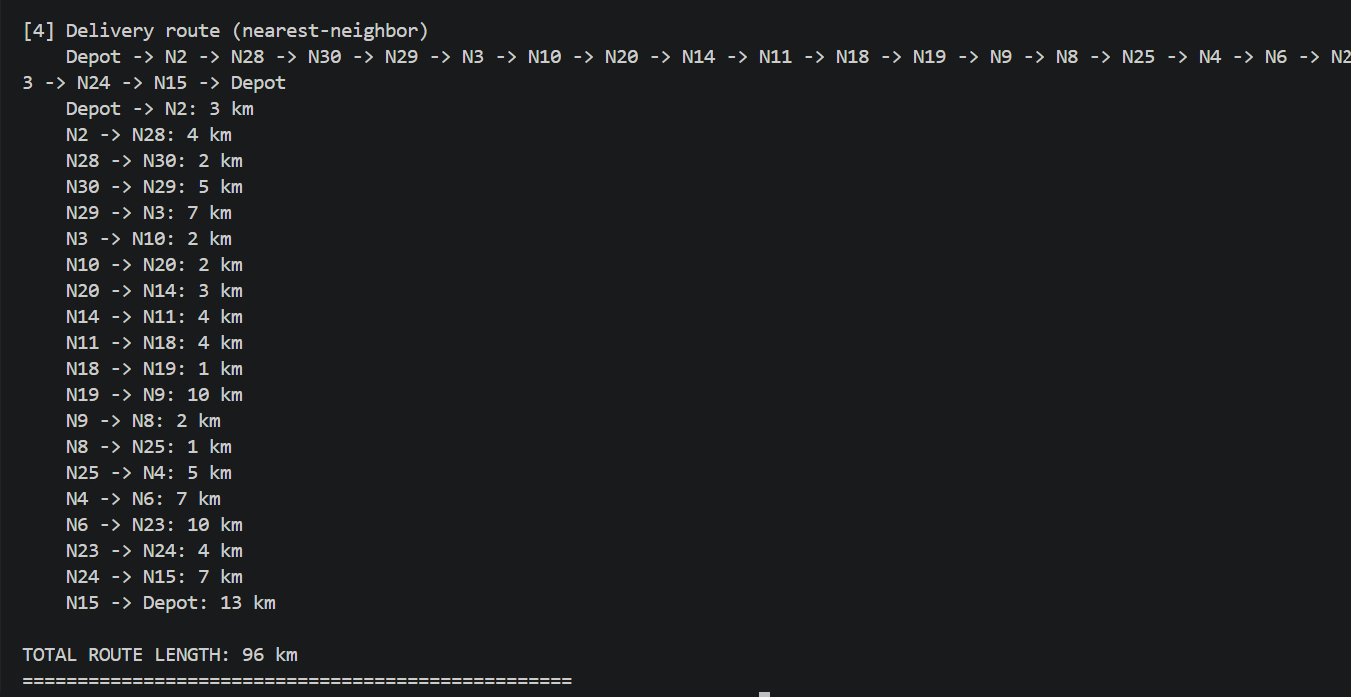 [4] Delivery route (nearest-neighbor)
Depot -> N2 -> N28 -> N30 -> N29 -> N3 -> N10 -> N20 -> N14 -> N11 -> N18 -> N19 -> N9 -> N8 -> N25 -> N4 -> N6 -> N2
3 -> N24 -> N15 -> Depot
Depot -> N2: 3 km
N2 -> N28: 4 km
N28 -> N30: 2 km
N30 -> N29: 5 km
N29 -> N3: 7 km
N3 -> N10: 2 km
N10 -> N20: 2 km
N20 -> N14: 3 km
N14 -> N11: 4 km
N11 -> N18: 4 km
N18 -> N19: 1 km
N19 -> N9: 10 km
N9 -> N8: 2 km
N8 -> N25: 1 km
N25 -> N4: 5 km
N4 -> N6: 7 km
N6 -> N23: 10 km
N23 -> N24: 4 km
N24 -> N15: 7 km
N15 -> Depot: 13 km
TOTAL ROUTE LENGTH: 96 km
==================================================